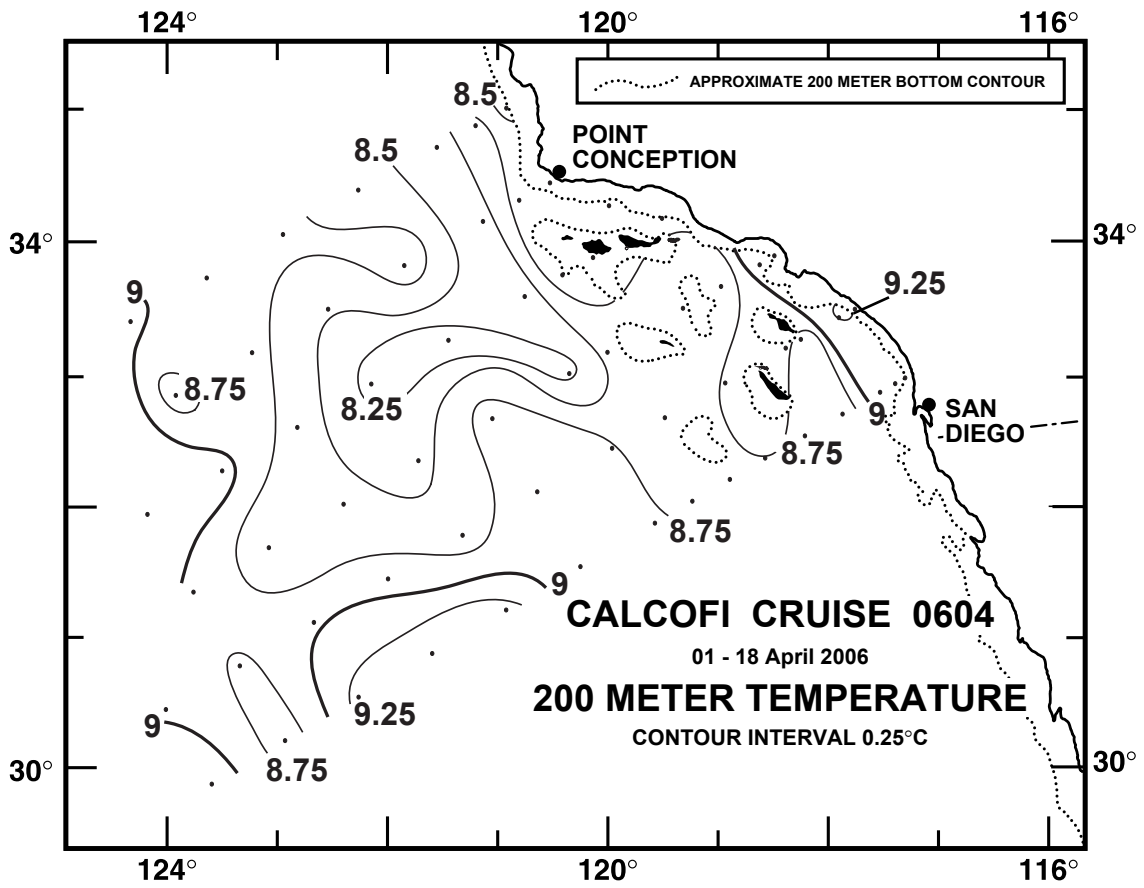 124° 120° 116°
APPROXIMATE 200 METER BOTTOM CONTOUR
8.5
POINT
CONCEPTION
8.5
34° 34°
9.25
9
8.75
8.25
9
SAN
DIEGO
8.75
8.75
9
CALCOFI CRUISE 0604
01 - 18 April 2006
200 METER TEMPERATURE
9.25
9
CONTOUR INTERVAL 0.25°C
8.75
30° 30°
124° 120° 116°